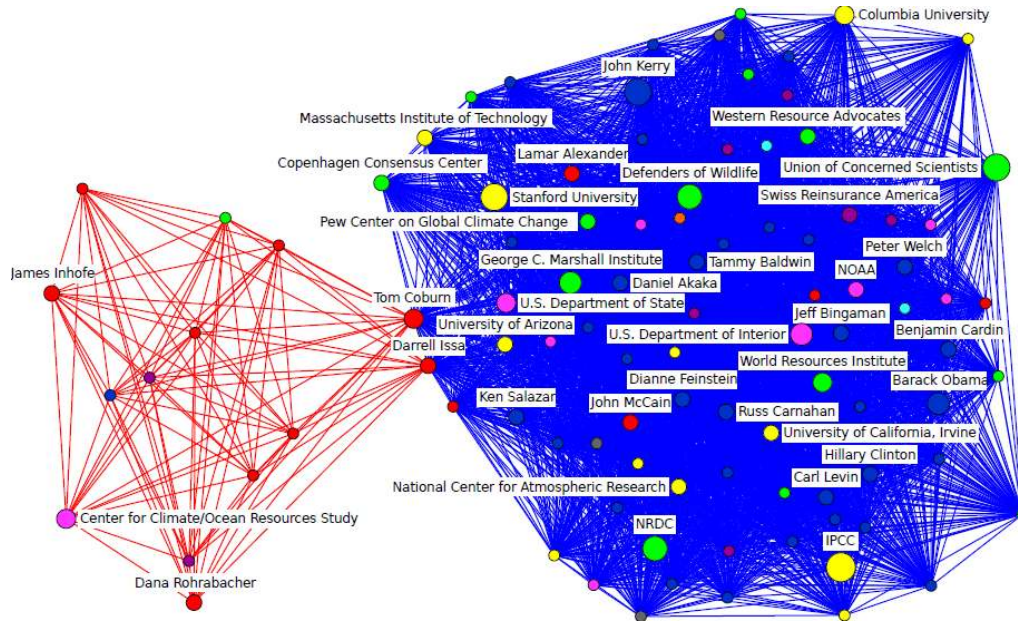 Columbia University
John Kerry
Massachusetts Institute of Technology
Western Resource Advocates
Copenhagen Consensus Center
Lamar Alexander
Defenders of Wildlife
Union of Concerned Scientists
Stanford University
Swiss Reinsurance America
Pew Center on Global Climate Change
Peter Welch
George C. Marshall Institute
Tammy Baldwin
NOAA
James Inhofe
Daniel Akaka
Tom Coburn
U.S. Department of State
Jeff Bingaman
University of Arizona
U.S. Department of Interior
Benjamin Cardin
Darrell Issa
World Resources Institute
Dianne Feinstein
Barack Obama
Ken Salazar
John McCain
Russ Carnahan
University of California, Irvine
Hillary Clinton
National Center for Atmospheric Research
Carl Levin
Center for Climate/Ocean Resources Study
NRDC
IPCC
Dana Rohrabacher